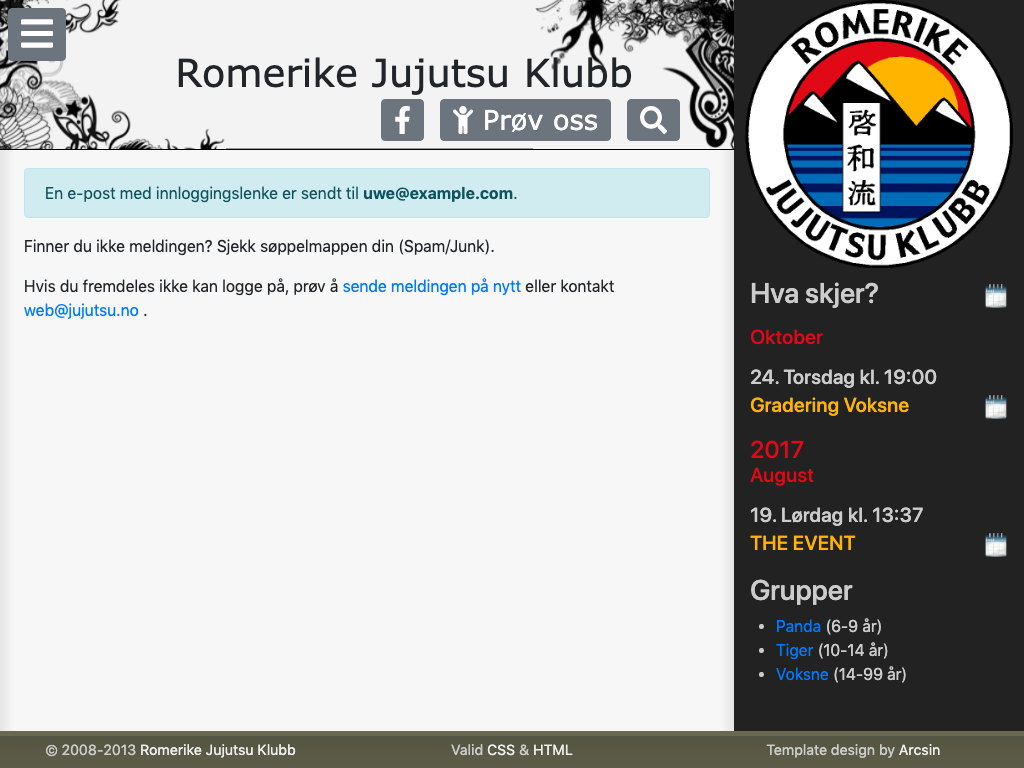 Romerike Jujutsu Klubb
Prøv oss
En e-post med innloggingslenke er sendt til uwe@example.com.
Finner du ikke meldingen? Sjekk søppelmappen din (Spam/Junk).
Hvis du fremdeles ikke kan logge på, prøv å sende meldingen på nytt eller kontakt
web@jujutsu.no .
ROMERIKE
啓和流
JUJUTSU KLUBB
Hva skjer?
Oktober
24. Torsdag kl. 19:00
Gradering Voksne
2017
August
19. Lørdag kl. 13:37
THE EVENT
Grupper
Panda (6-9 år)
Tiger (10-14 år)
Voksne (14-99 år)
© 2008-2013 Romerike Jujutsu Klubb
Valid CSS & HTML
Template design by Arcsin